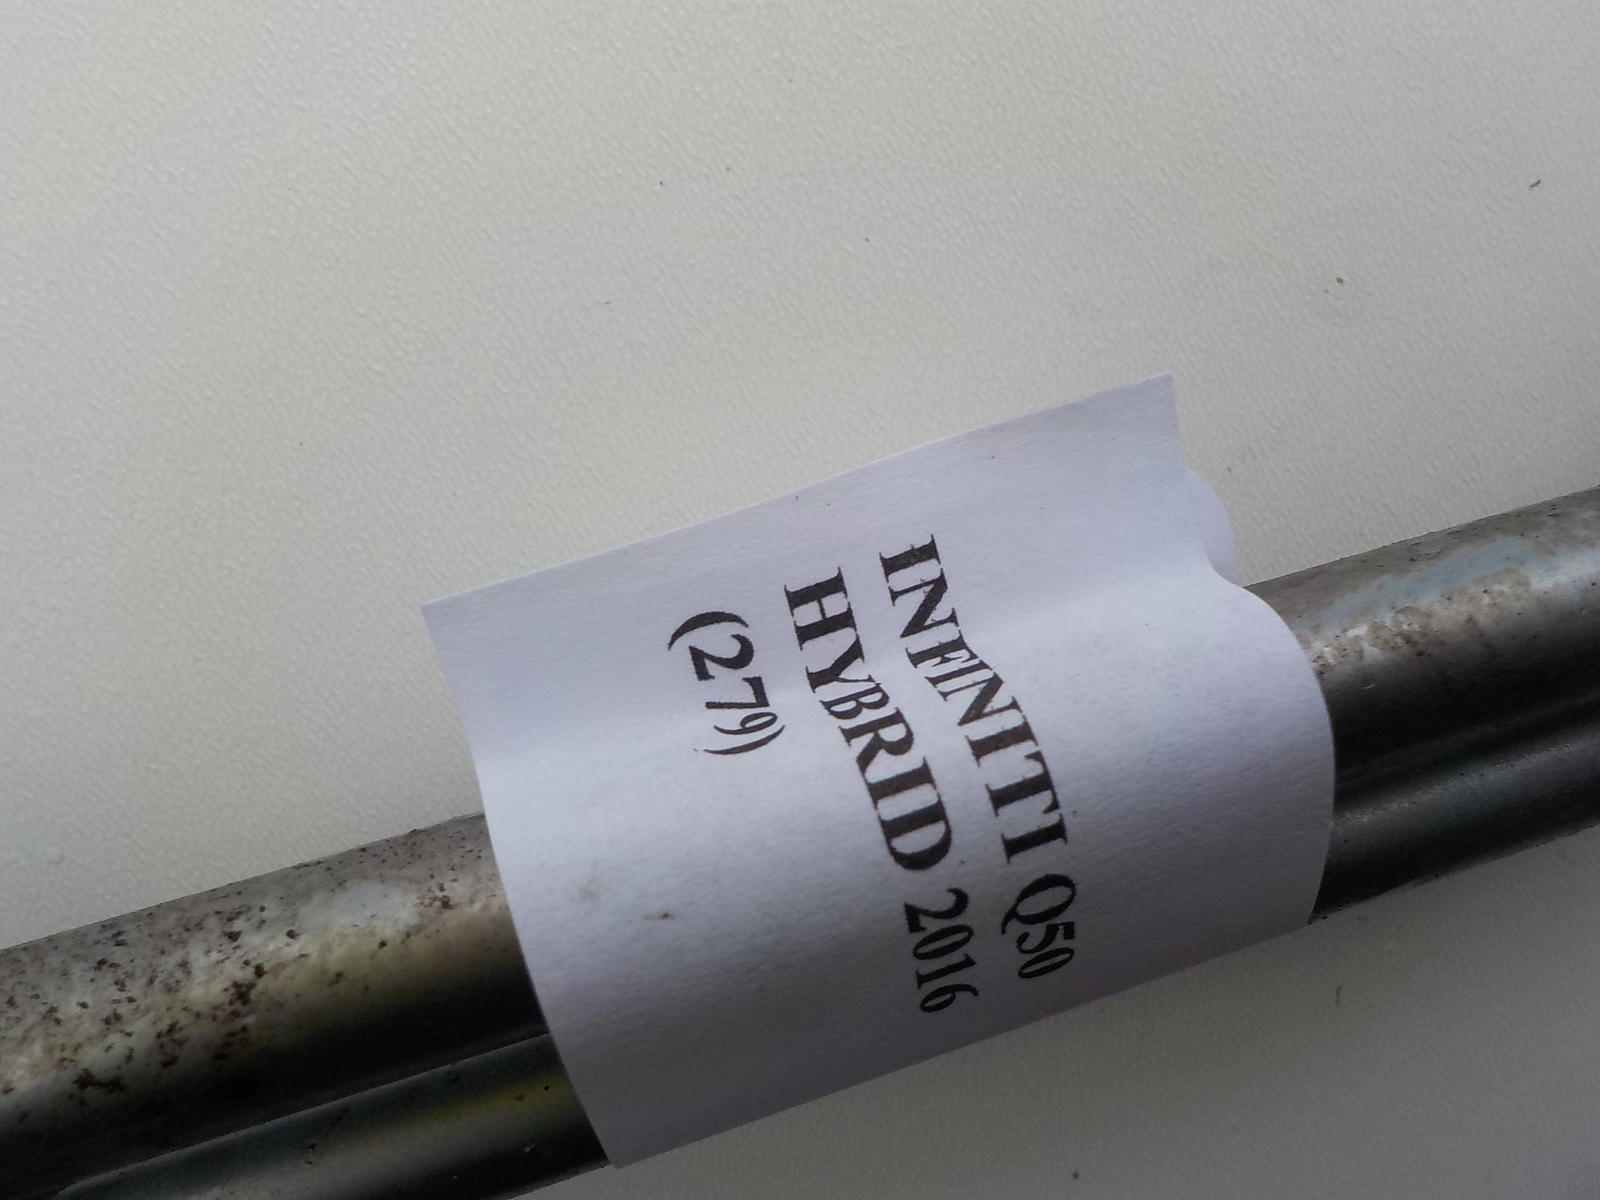 INFINITI Q50
HYBRID 2016
(279)